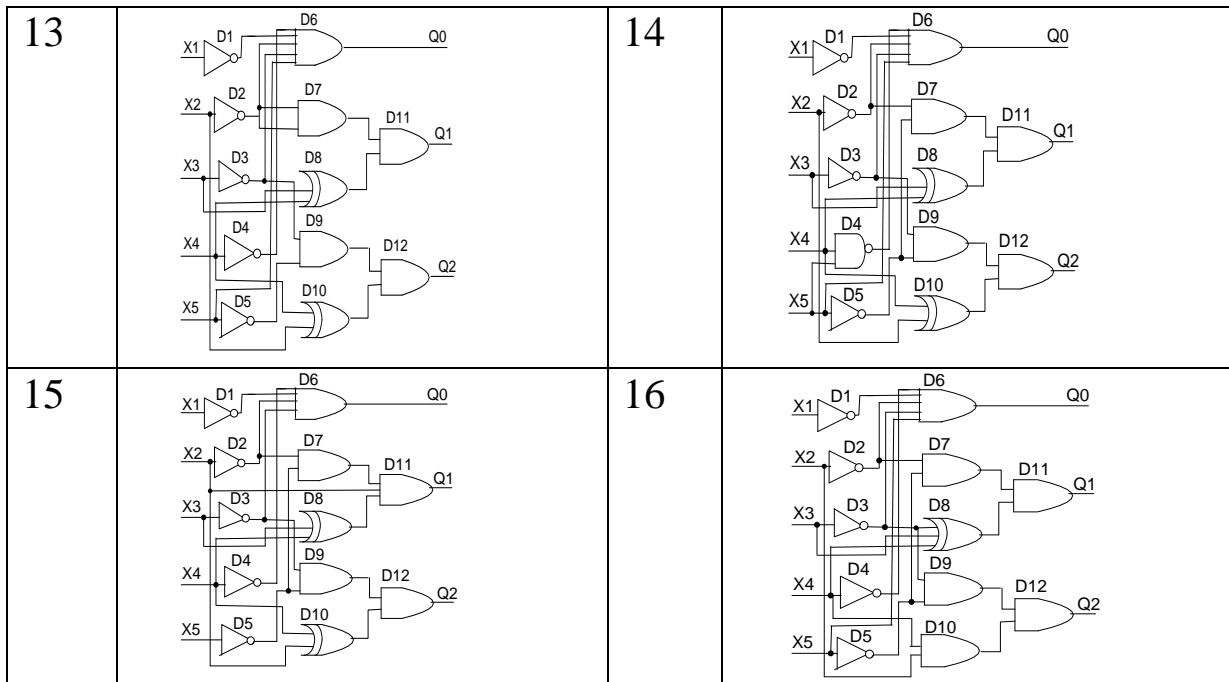 13
D6
X1 D1 Q0
X2 D2 D7
D11 Q1
X3 D3 D8
D9
X4 D4 D12
Q2
D10
X5 D5
14
D6
X1 D1 Q0
X2 D2 D7
D11 Q1
X3 D3 D8
D9
X4 D4 D12
Q2
X5 D5 D10
15
D6
X1 D1 Q0
X2 D2 D7
D11 Q1
X3 D3 D8
D9
X4 D4 D12
Q2
X5 D5 D10
16
D6
X1 D1 Q0
X2 D2 D7
D11 Q1
X3 D3 D8
D9
X4 D4 D12
Q2
X5 D5 D10